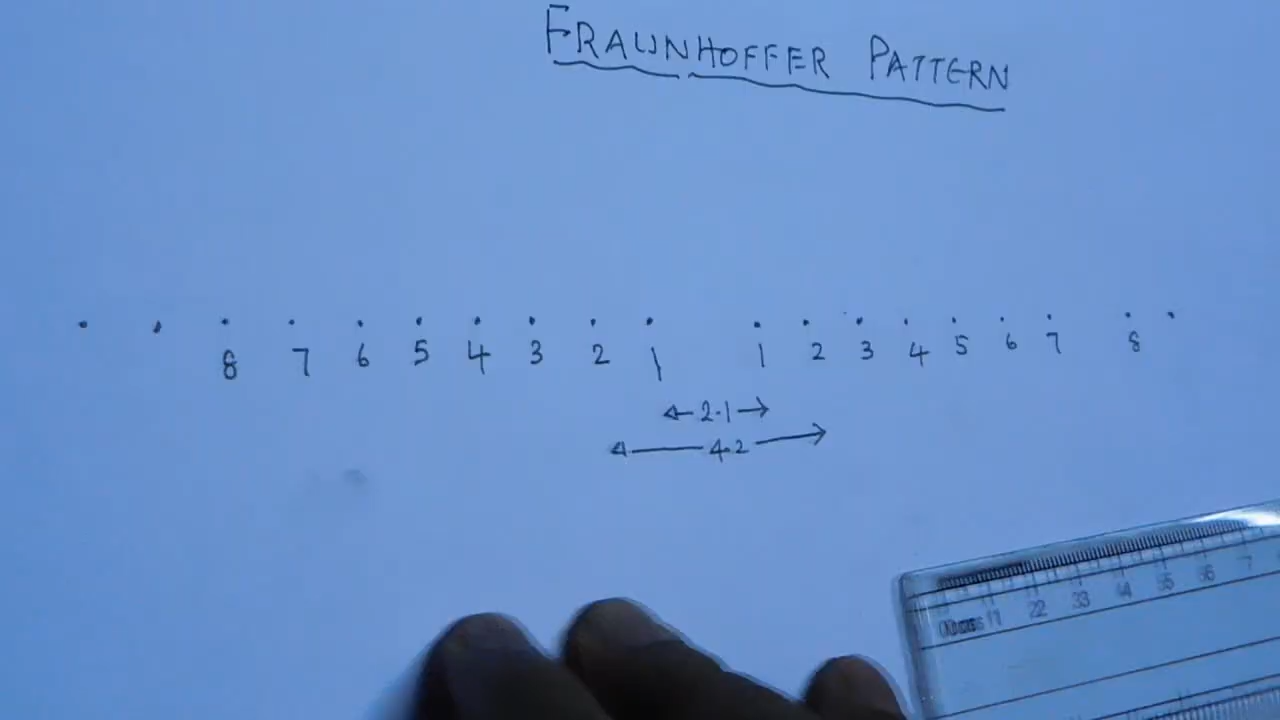 FRAUNHOFFER PATTERN
8 7 6 5 4 3 2 1 1 2 3 4 5 6 7 8
2.1
4.2